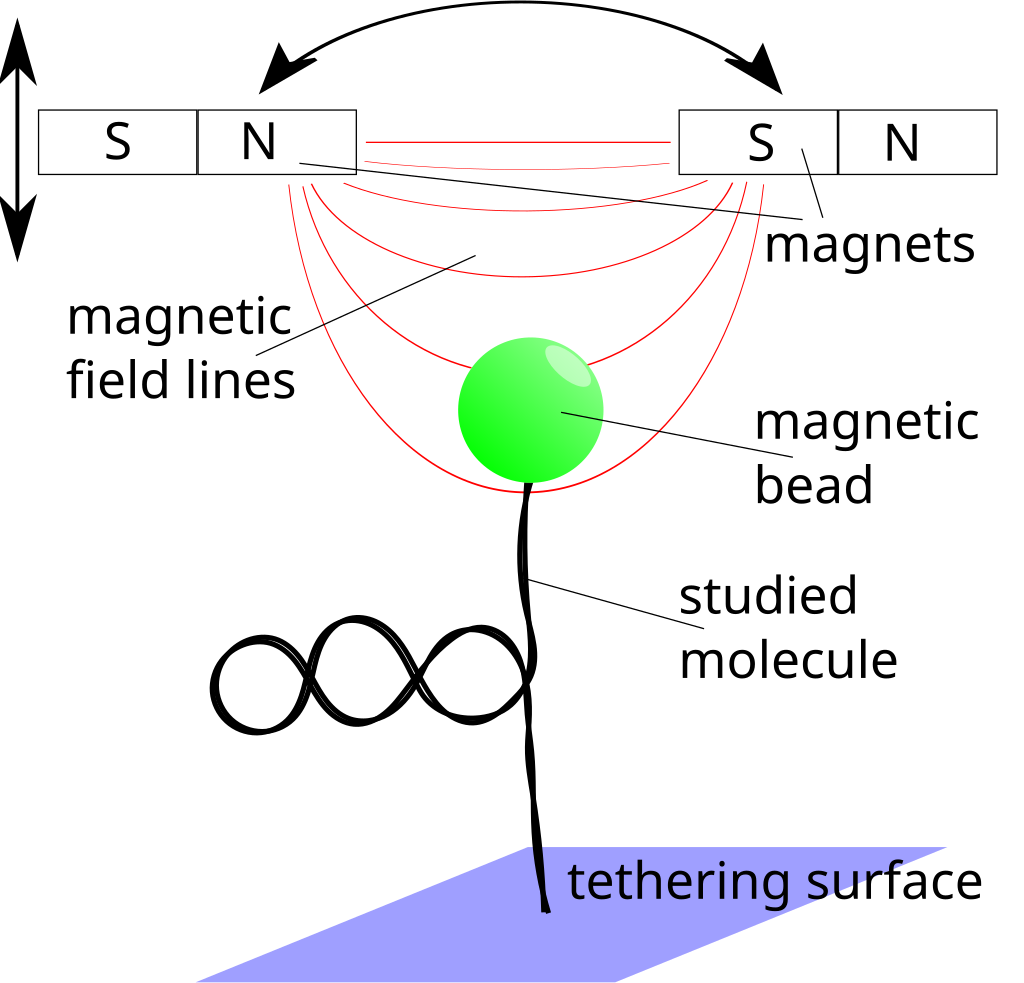 S N S N
magnets
magnetic
field lines
magnetic
bead
studied
molecule
tethering surface